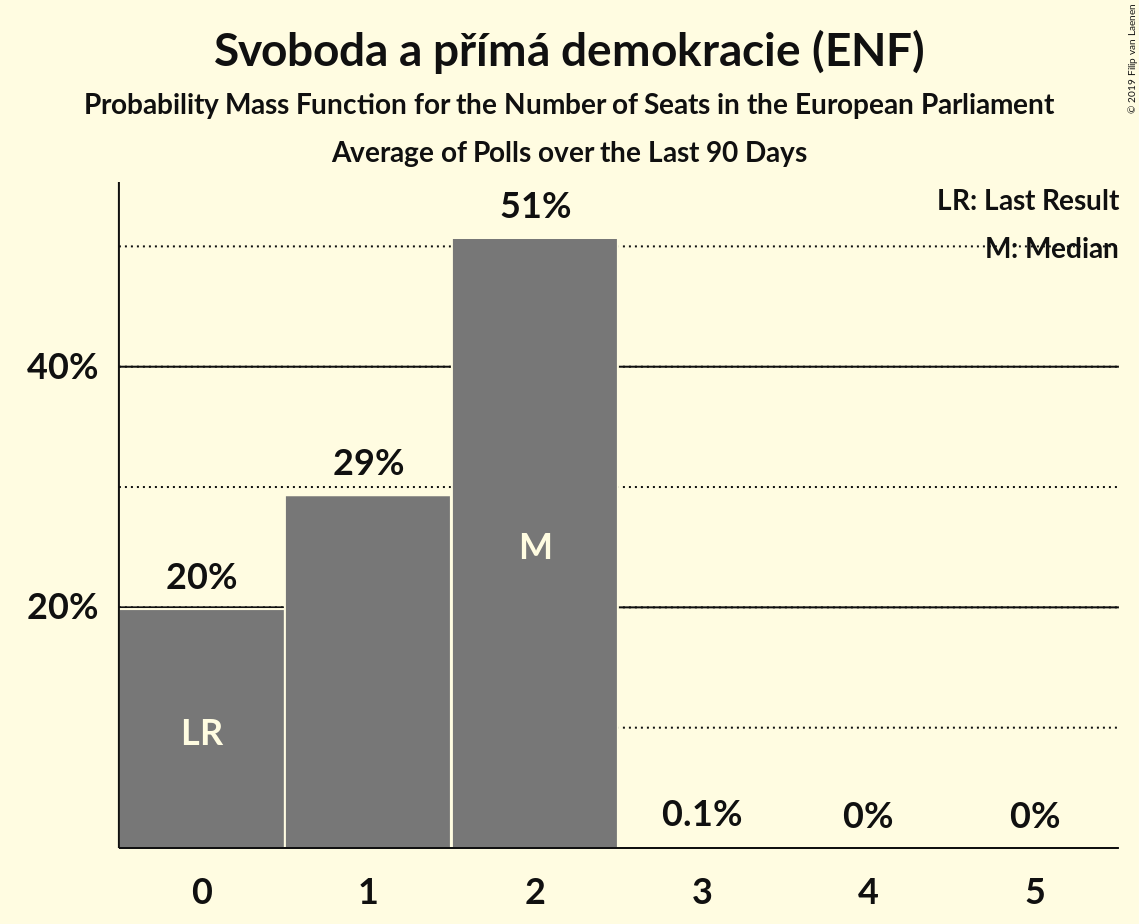 Svoboda a přímá demokracie (ENF)
Probability Mass Function for the Number of Seats in the European Parliament
Average of Polls over the Last 90 Days
© 2019 Filip van Laenen
LR: Last Result
M: Median
51%
40%
29%
M
20%
20%
LR
0.1%
0%
0%
0 1 2 3 4 5